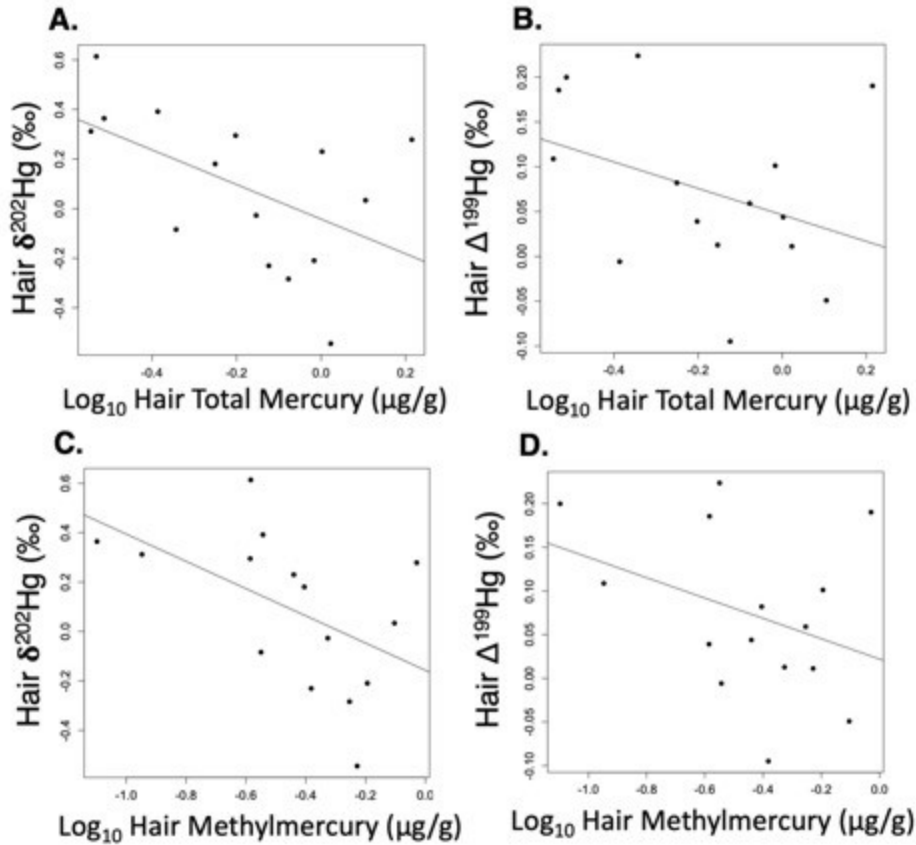 A.
Hair δ²⁰²Hg (‰)
0.6
0.4
0.2
0.0
-0.2
-0.4
-0.4 -0.2 0.0 0.2
Log₁₀ Hair Total Mercury (μg/g)
B.
Hair Δ¹⁹⁹Hg (‰)
0.20
0.15
0.10
0.05
0.00
-0.05
-0.10
-0.4 -0.2 0.0 0.2
Log₁₀ Hair Total Mercury (μg/g)
C.
Hair δ²⁰²Hg (‰)
0.6
0.4
0.2
0.0
-0.2
-0.4
-1.0 -0.8 -0.6 -0.4 -0.2 0.0
Log₁₀ Hair Methylmercury (μg/g)
D.
Hair Δ¹⁹⁹Hg (‰)
0.20
0.15
0.10
0.05
0.00
-0.05
-0.10
-1.0 -0.8 -0.6 -0.4 -0.2 0.0
Log₁₀ Hair Methylmercury (μg/g)